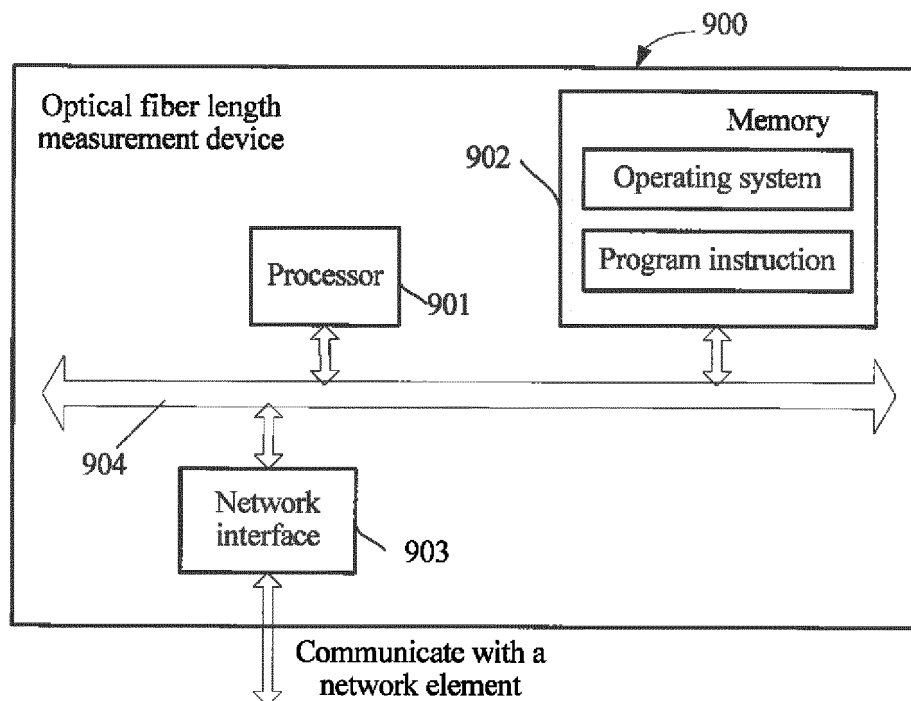 900
Optical fiber length
measurement device
Memory
902
Operating system
Program instruction
Processor
901
904
Network
interface
903
Communicate with a
network element